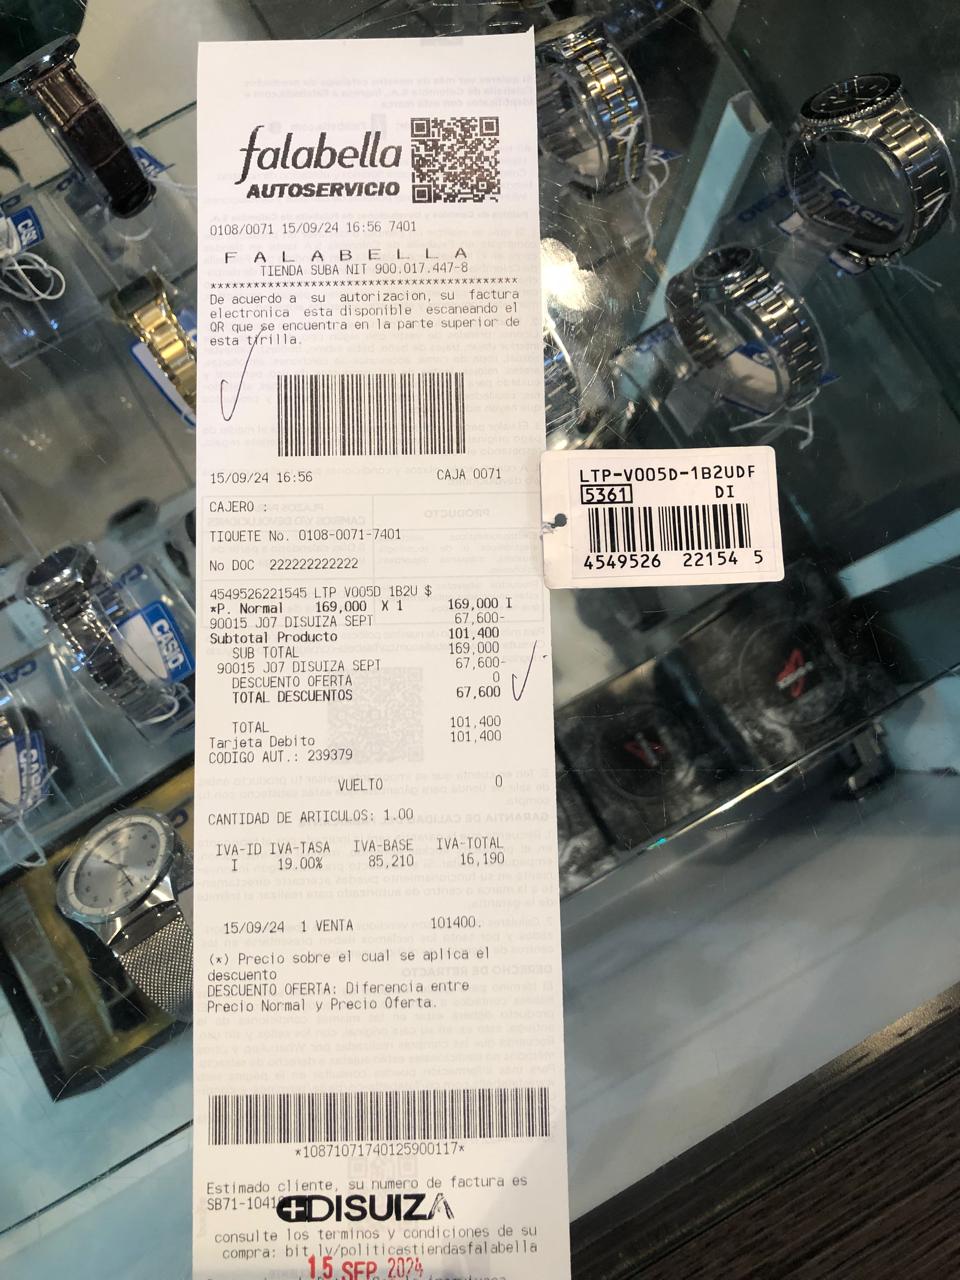 falabella
AUTOSERVICIO
0108/0071 15/09/24 16:56 7401
F A L A B E L L A
TIENDA SUBA NIT 900.017.447-8
****************************************
De acuerdo a su autorizacion, su factura
electronica esta disponible escaneando el
QR que se encuentra en la parte superior de
esta tirilla.
15/09/24 16:56 CAJA 0071
CAJERO :
TIQUETE No. 0108-0071-7401
No DOC 222222222222
4549526221545 LTP V005D 1B2U $
*P. Normal 169,000 X 1 169,000 I
90015 J07 DISUIZA SEPT 67,600-
Subtotal Producto 101,400
SUB TOTAL 169,000
90015 J07 DISUIZA SEPT 67,600-
DESCUENTO OFERTA 0
TOTAL DESCUENTOS 67,600
TOTAL 101,400
Tarjeta Debito 101,400
CODIGO AUT.: 239379
VUELTO 0
CANTIDAD DE ARTICULOS: 1.00
IVA-ID IVA-TASA IVA-BASE IVA-TOTAL
I 19.00% 85,210 16,190
15/09/24 1 VENTA 101400.
(*) Precio sobre el cual se aplica el
descuento
DESCUENTO OFERTA: Diferencia entre
Precio Normal y Precio Oferta.
*10871071740125900117*
Estimado cliente, su numero de factura es
SB71-1041
DISUIZA
consulte los terminos y condiciones de su
compra: bit.ly/politicastiendasfalabella
15 SEP 2024
LTP-V005D-1B2UDF
5361 DI
4549526 22154 5
CASIO
CASIO
CASIO